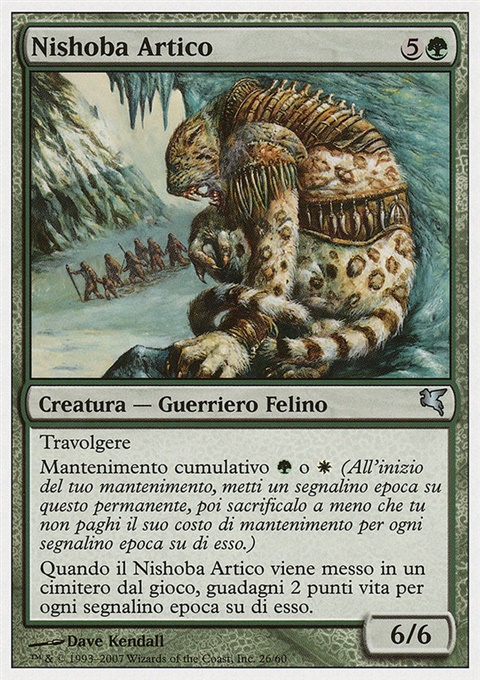 Nishoba Artico 5
Creatura — Guerriero Felino
Travolgere
Mantenimento cumulativo o (All'inizio
del tuo mantenimento, metti un segnalino epoca su
questo permanente, poi sacrificalo a meno che tu
non paghi il suo costo di mantenimento per ogni
segnalino epoca su di esso.)
Quando il Nishoba Artico viene messo in un
cimitero dal gioco, guadagni 2 punti vita per
ogni segnalino epoca su di esso.
Dave Kendall
6/6
™ & © 1993–2007 Wizards of the Coast, Inc. 26/60